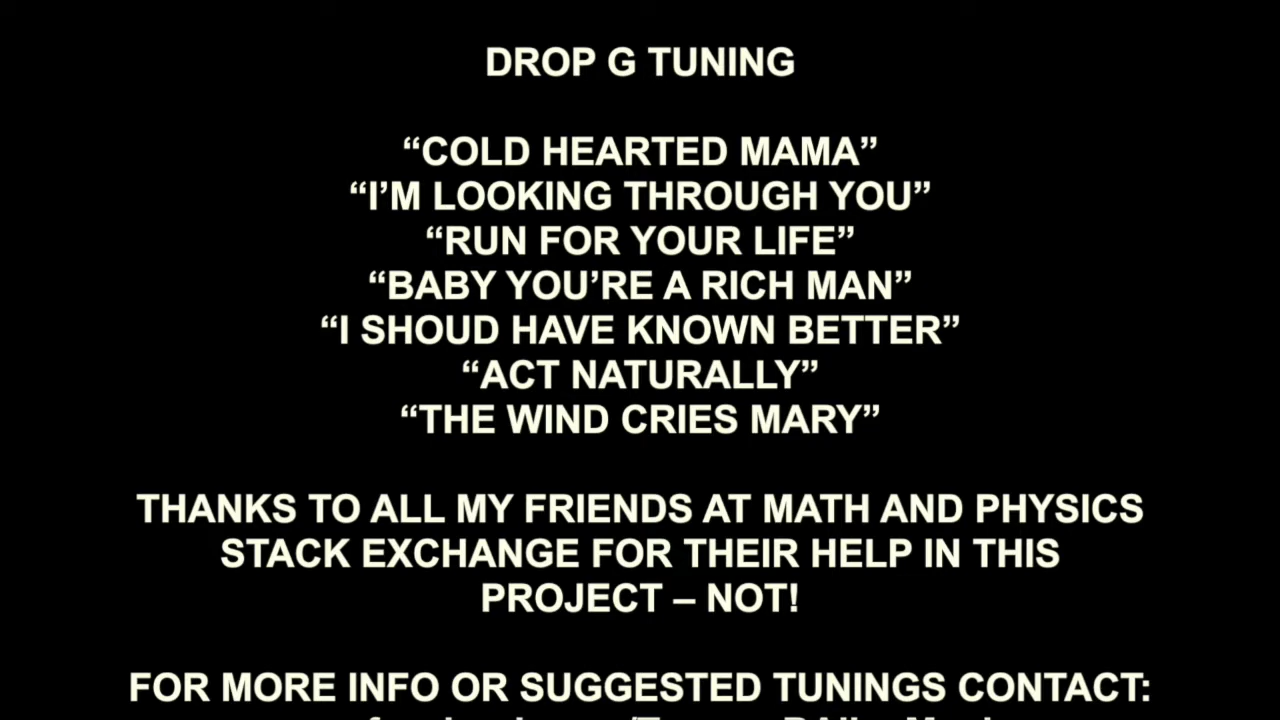 DROP G TUNING
“COLD HEARTED MAMA”
“I’M LOOKING THROUGH YOU”
“RUN FOR YOUR LIFE”
“BABY YOU’RE A RICH MAN”
“I SHOUD HAVE KNOWN BETTER”
“ACT NATURALLY”
“THE WIND CRIES MARY”
THANKS TO ALL MY FRIENDS AT MATH AND PHYSICS
STACK EXCHANGE FOR THEIR HELP IN THIS
PROJECT – NOT!
FOR MORE INFO OR SUGGESTED TUNINGS CONTACT: